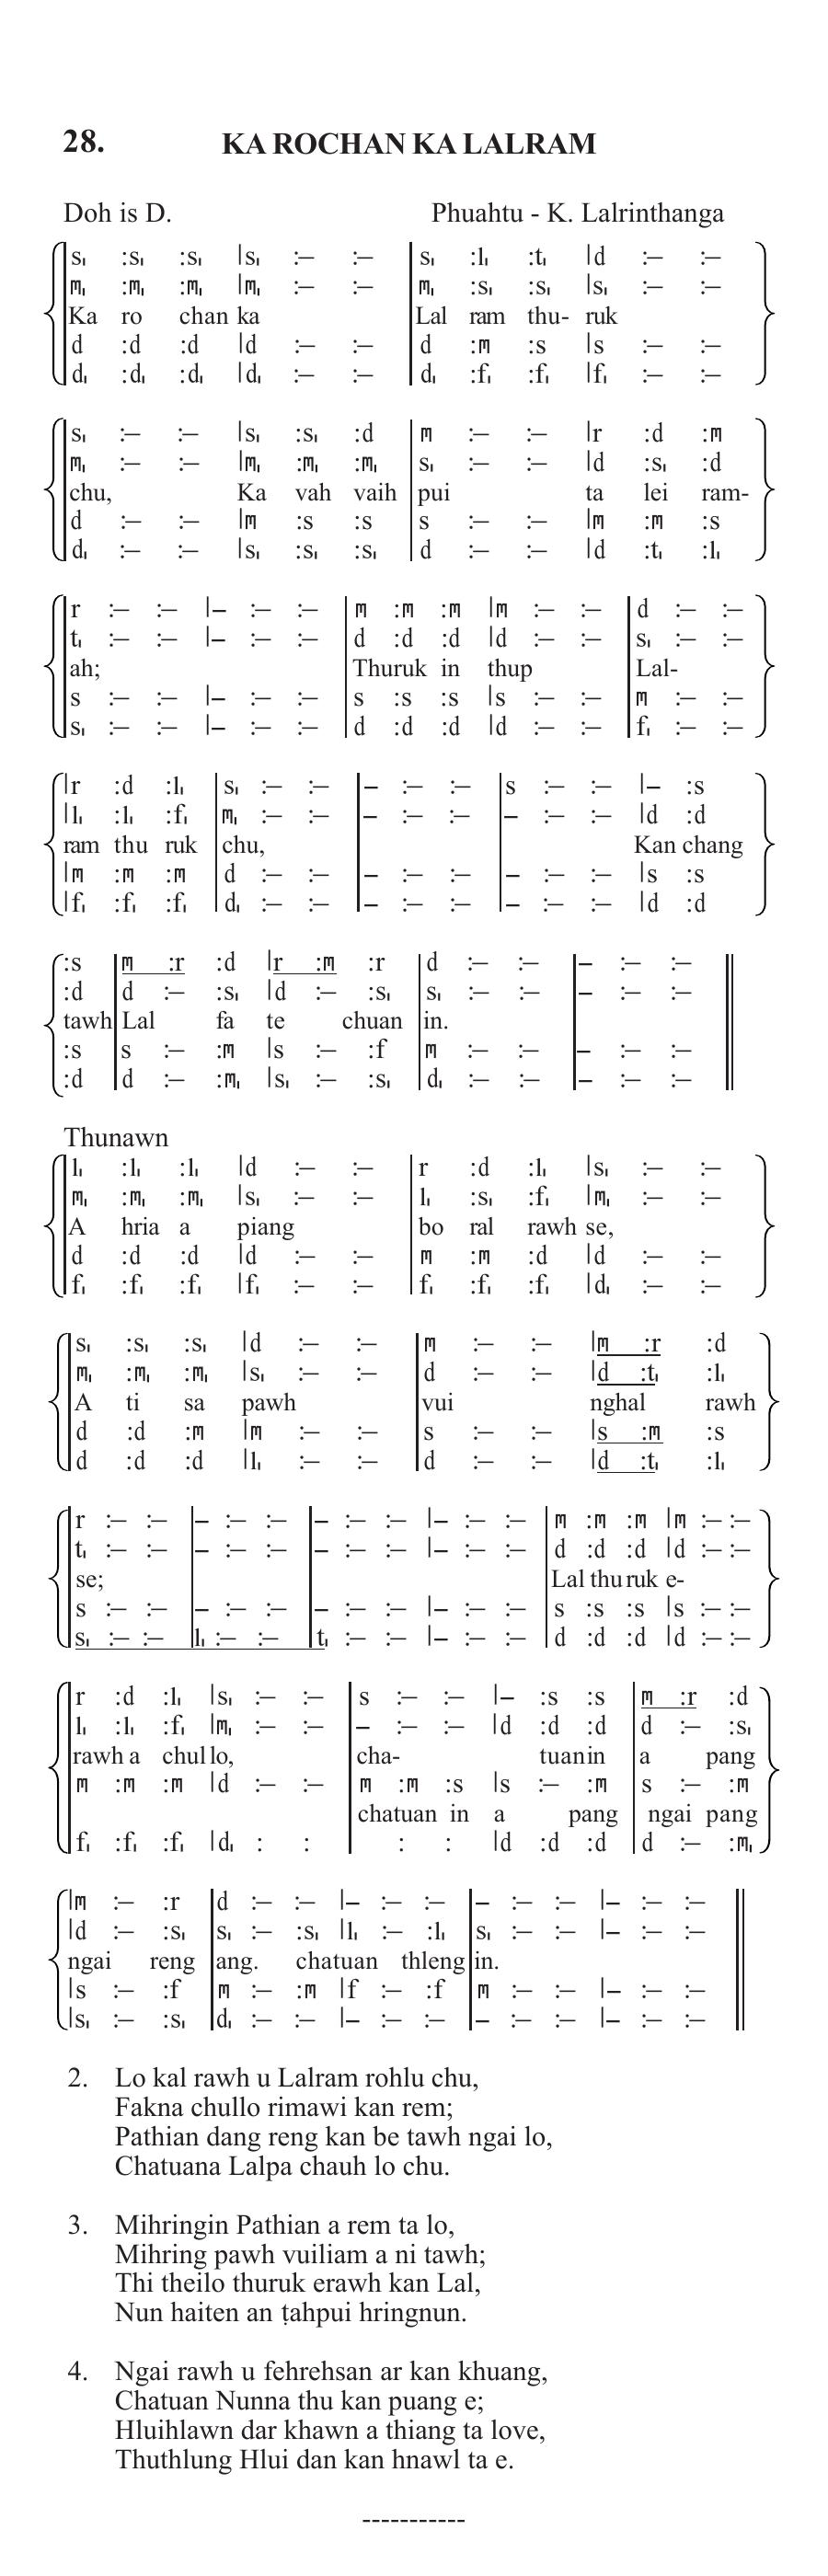 28. KA ROCHAN KA LALRAM
Doh is D. Phuahtu - K. Lalrinthanga
s₁ :s₁ :s₁ |s₁ :– :– | s₁ :l₁ :t₁ |d :– :–
m₁ :m₁ :m₁ |m₁ :– :– | m₁ :s₁ :s₁ |s₁ :– :–
Ka ro chan ka Lal ram thu- ruk
d :d :d |d :– :– | d :m :s |s :– :–
d₁ :d₁ :d₁ |d₁ :– :– | d₁ :f₁ :f₁ |f₁ :– :–
s₁ :– :– |s₁ :s₁ :d | m :– :– |r :d :m
m₁ :– :– |m₁ :m₁ :m₁ | s₁ :– :– |d :s₁ :d
chu, Ka vah vaih pui ta lei ram-
d :– :– |m :s :s | s :– :– |m :m :s
d₁ :– :– |s₁ :s₁ :s₁ | d :– :– |d :t₁ :l₁
r :– :– |– :– :– | m :m :m |m :– :– | d :– :–
t₁ :– :– |– :– :– | d :d :d |d :– :– | s₁ :– :–
ah; Thuruk in thup Lal-
s :– :– |– :– :– | s :s :s |s :– :– | m :– :–
s₁ :– :– |– :– :– | d :d :d |d :– :– | f₁ :– :–
|r :d :l₁ | s₁ :– :– | – :– :– | s :– :– |– :s
|l₁ :l₁ :f₁ | m₁ :– :– | – :– :– | – :– :– |d :d
ram thu ruk chu, Kan chang
|m :m :m | d :– :– | – :– :– | – :– :– |s :s
|f₁ :f₁ :f₁ | d₁ :– :– | – :– :– | – :– :– |d :d
:s | m :r :d |r :m :r | d :– :– | – :– :– ||
:d | d :– :s₁ |d :– :s₁ | s₁ :– :– | – :– :– ||
tawh Lal fa te chuan in.
:s | s :– :m |s :– :f | m :– :– | – :– :– ||
:d | d :– :m₁ |s₁ :– :s₁ | d₁ :– :– | – :– :– ||
Thunawn
l₁ :l₁ :l₁ |d :– :– | r :d :l₁ |s₁ :– :–
m₁ :m₁ :m₁ |s₁ :– :– | l₁ :s₁ :f₁ |m₁ :– :–
A hria a piang bo ral rawh se,
d :d :d |d :– :– | m :m :d |d :– :–
f₁ :f₁ :f₁ |f₁ :– :– | f₁ :f₁ :f₁ |d₁ :– :–
s₁ :s₁ :s₁ |d :– :– | m :– :– |m :r :d
m₁ :m₁ :m₁ |s₁ :– :– | d :– :– |d :t₁ :l₁
A ti sa pawh vui nghal rawh
d :d :m |m :– :– | s :– :– |s :m :s
d :d :d |l₁ :– :– | d :– :– |d :t₁ :l₁
r :– :– | – :– :– | – :– :– |– :– :– | m :m :m |m :– :–
t₁ :– :– | – :– :– | – :– :– |– :– :– | d :d :d |d :– :–
se; Lal thu ruk e-
s :– :– | – :– :– | – :– :– |– :– :– | s :s :s |s :– :–
s₁ :– :– | l₁ :– :– | t₁ :– :– |– :– :– | d :d :d |d :– :–
r :d :l₁ |s₁ :– :– | s :– :– |– :s :s | m :r :d
l₁ :l₁ :f₁ |m₁ :– :– | – :– :– |d :d :d | d :– :s₁
rawh a chul lo, cha- tuan in a pang
m :m :m |d :– :– | m :m :s |s :– :m | s :– :m
chatuan in a pang ngai pang
f₁ :f₁ :f₁ |d₁ : : | : : |d :d :d | d :– :m₁
|m :– :r | d :– :– |– :– :– | – :– :– |– :– :– ||
|d :– :s₁ | s₁ :– :s₁ |l₁ :– :l₁ | s₁ :– :– |– :– :– ||
ngai reng ang. chatuan thleng in.
|s :– :f | m :– :m |f :– :f | m :– :– |– :– :– ||
|s₁ :– :s₁ | d₁ :– :– |– :– :– | – :– :– |– :– :– ||
2. Lo kal rawh u Lalram rohlu chu,
Fakna chullo rimawi kan rem;
Pathian dang reng kan be tawh ngai lo,
Chatuana Lalpa chauh lo chu.
3. Mihringin Pathian a rem ta lo,
Mihring pawh vuiliam a ni tawh;
Thi theilo thuruk erawh kan Lal,
Nun haiten an ṭahpui hringnun.
4. Ngai rawh u fehrehsan ar kan khuang,
Chatuan Nunna thu kan puang e;
Hluihlawn dar khawn a thiang ta love,
Thuthlung Hlui dan kan hnawl ta e.
-----------